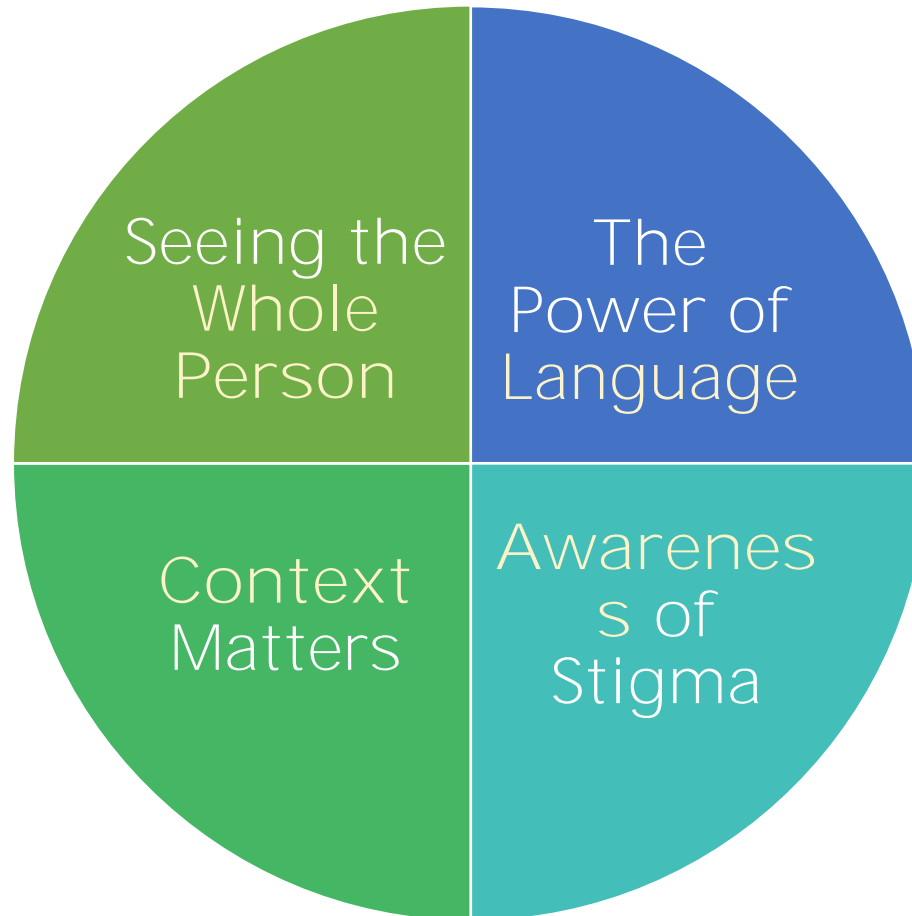 Seeing the
Whole
Person
The
Power of
Language
Context
Matters
Awarenes
s of
Stigma